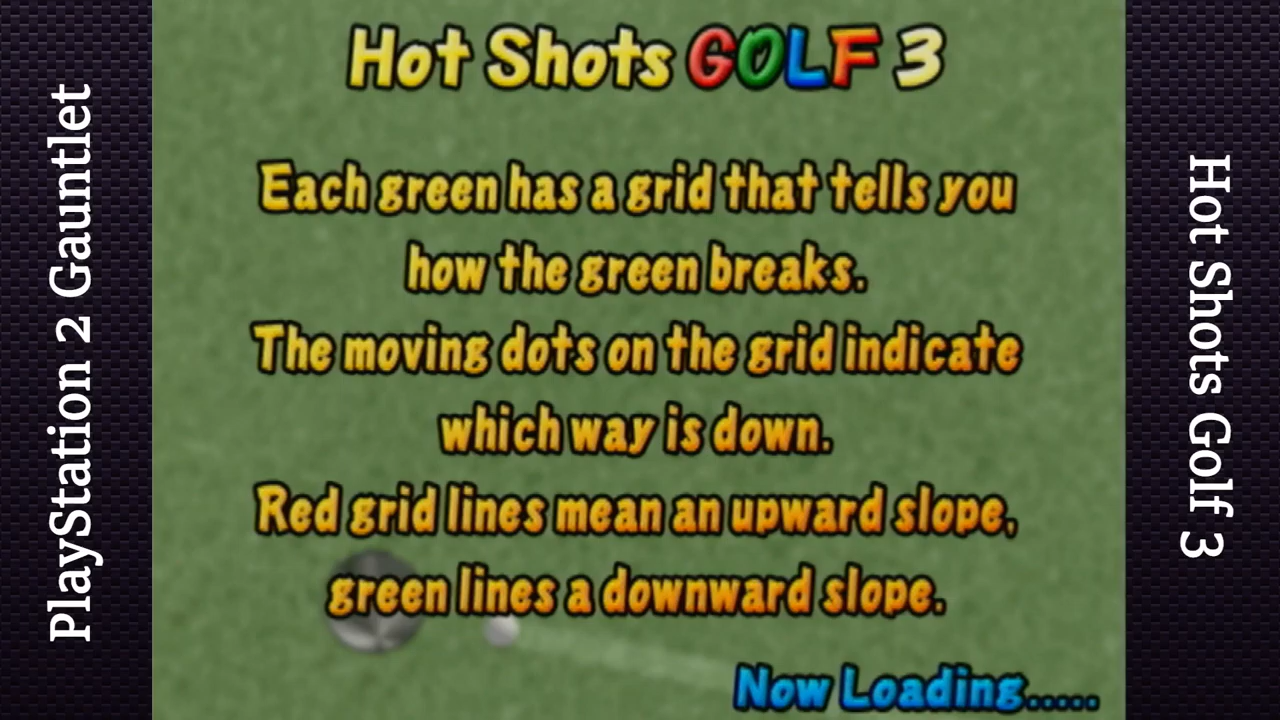 PlayStation 2 Gauntlet
Hot Shots GOLF 3
Each green has a grid that tells you
how the green breaks.
The moving dots on the grid indicate
which way is down.
Red grid lines mean an upward slope,
green lines a downward slope.
Now Loading.....
Hot Shots Golf 3